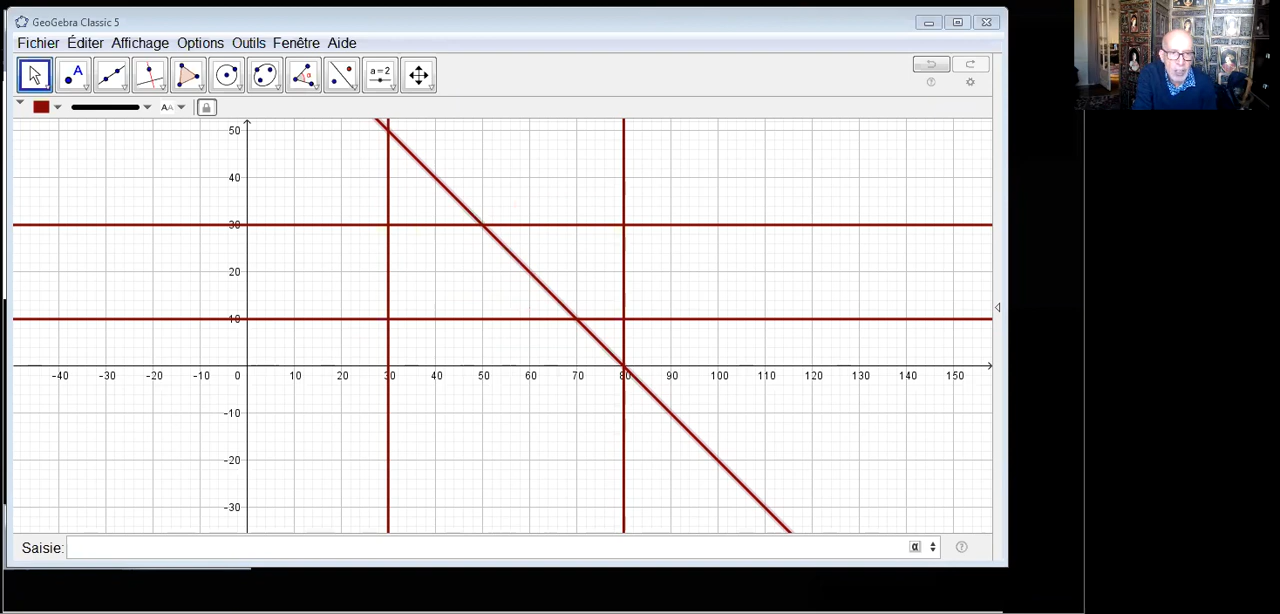 GeoGebra Classic 5
Fichier Éditer Affichage Options Outils Fenêtre Aide
A a=2
AA
50
40
30
20
10
-40 -30 -20 -10 0 10 20 30 40 50 60 70 80 90 100 110 120 130 140 150
-10
-20
-30
Saisie: α